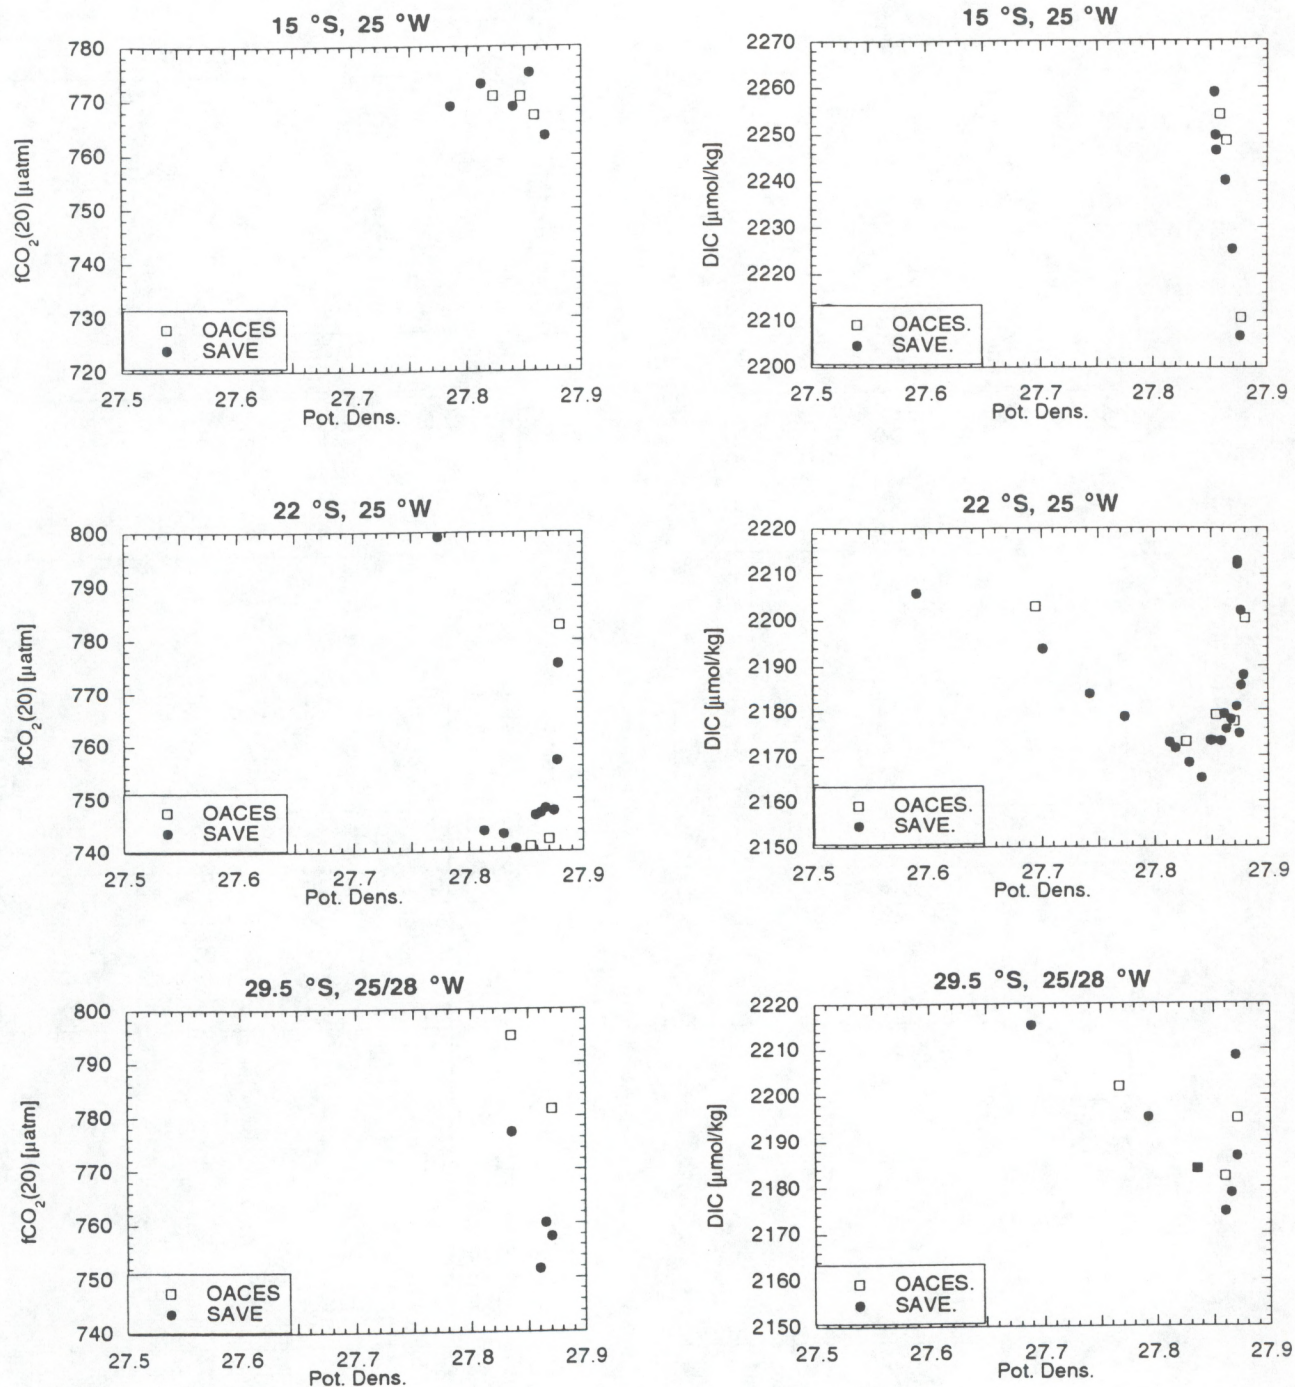 15 °S, 25 °W
780
770
760
750
740
730
720
fCO2(20) [µatm]
OACES
SAVE
27.5 27.6 27.7 27.8 27.9
Pot. Dens.
15 °S, 25 °W
2270
2260
2250
2240
2230
2220
2210
2200
DIC [µmol/kg]
OACES.
SAVE.
27.5 27.6 27.7 27.8 27.9
Pot. Dens.
22 °S, 25 °W
800
790
780
770
760
750
740
fCO2(20) [µatm]
OACES
SAVE
27.5 27.6 27.7 27.8 27.9
Pot. Dens.
22 °S, 25 °W
2220
2210
2200
2190
2180
2170
2160
2150
DIC [µmol/kg]
OACES.
SAVE.
27.5 27.6 27.7 27.8 27.9
Pot. Dens.
29.5 °S, 25/28 °W
800
790
780
770
760
750
740
fCO2(20) [µatm]
OACES
SAVE
27.5 27.6 27.7 27.8 27.9
Pot. Dens.
29.5 °S, 25/28 °W
2220
2210
2200
2190
2180
2170
2160
2150
DIC [µmol/kg]
OACES.
SAVE.
27.5 27.6 27.7 27.8 27.9
Pot. Dens.